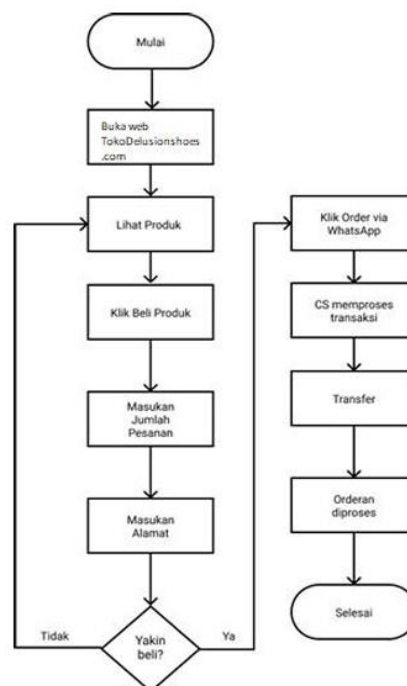 Mulai
Buka web
TokoDelusionshoes
.com
Lihat Produk
Klik Beli Produk
Masukan
Jumlah
Pesanan
Masukan
Alamat
Yakin
beli?
Tidak
Ya
Klik Order via
WhatsApp
CS memproses
transaksi
Transfer
Orderan
diproses
Selesai